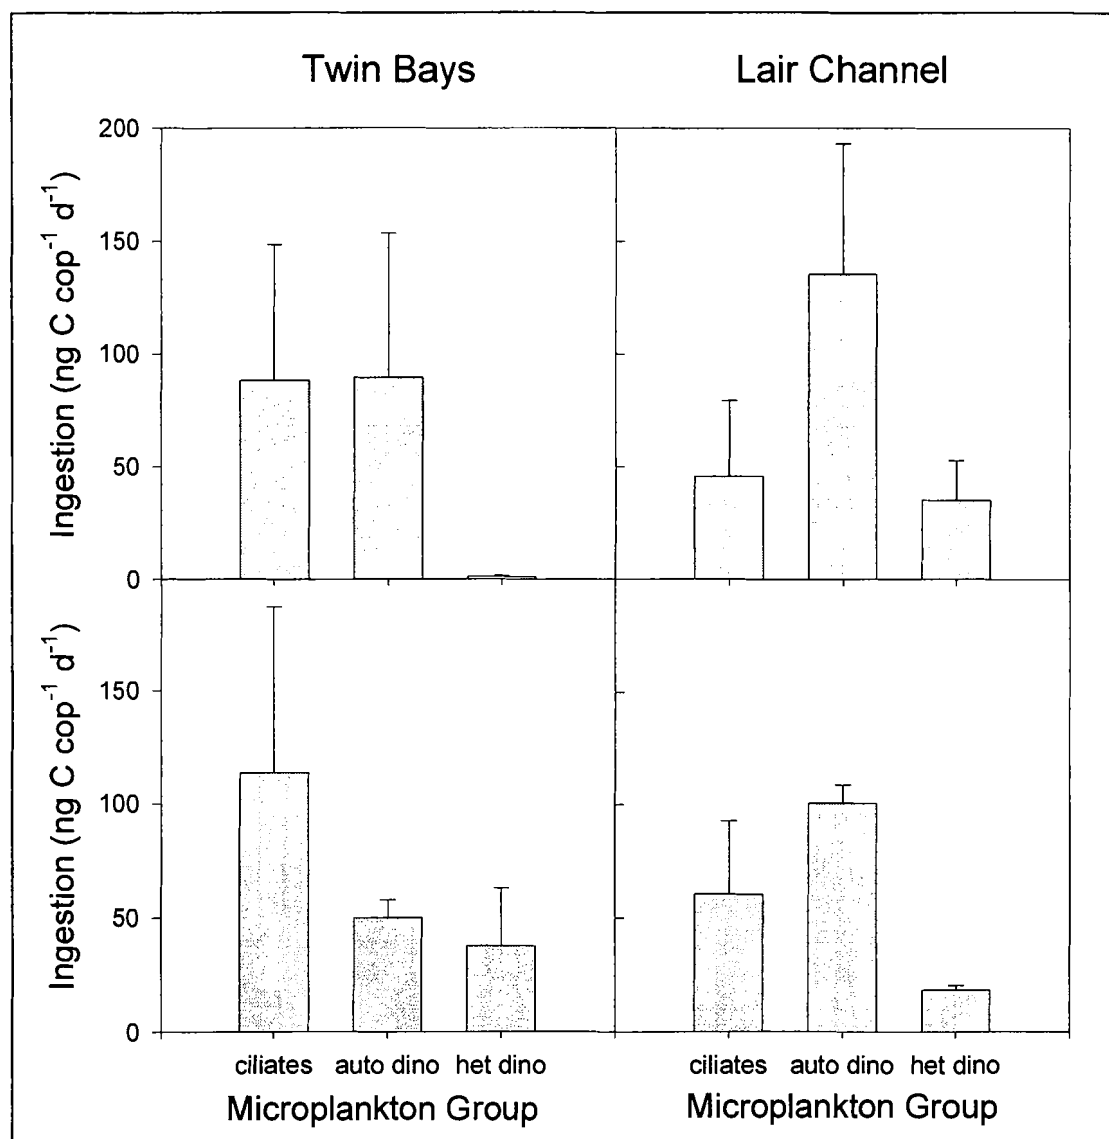 Twin Bays Lair Channel
200
150
100
50
0
Ingestion (ng C cop⁻¹ d⁻¹)
150
100
50
0
Ingestion (ng C cop⁻¹ d⁻¹)
ciliates auto dino het dino ciliates auto dino het dino
Microplankton Group Microplankton Group